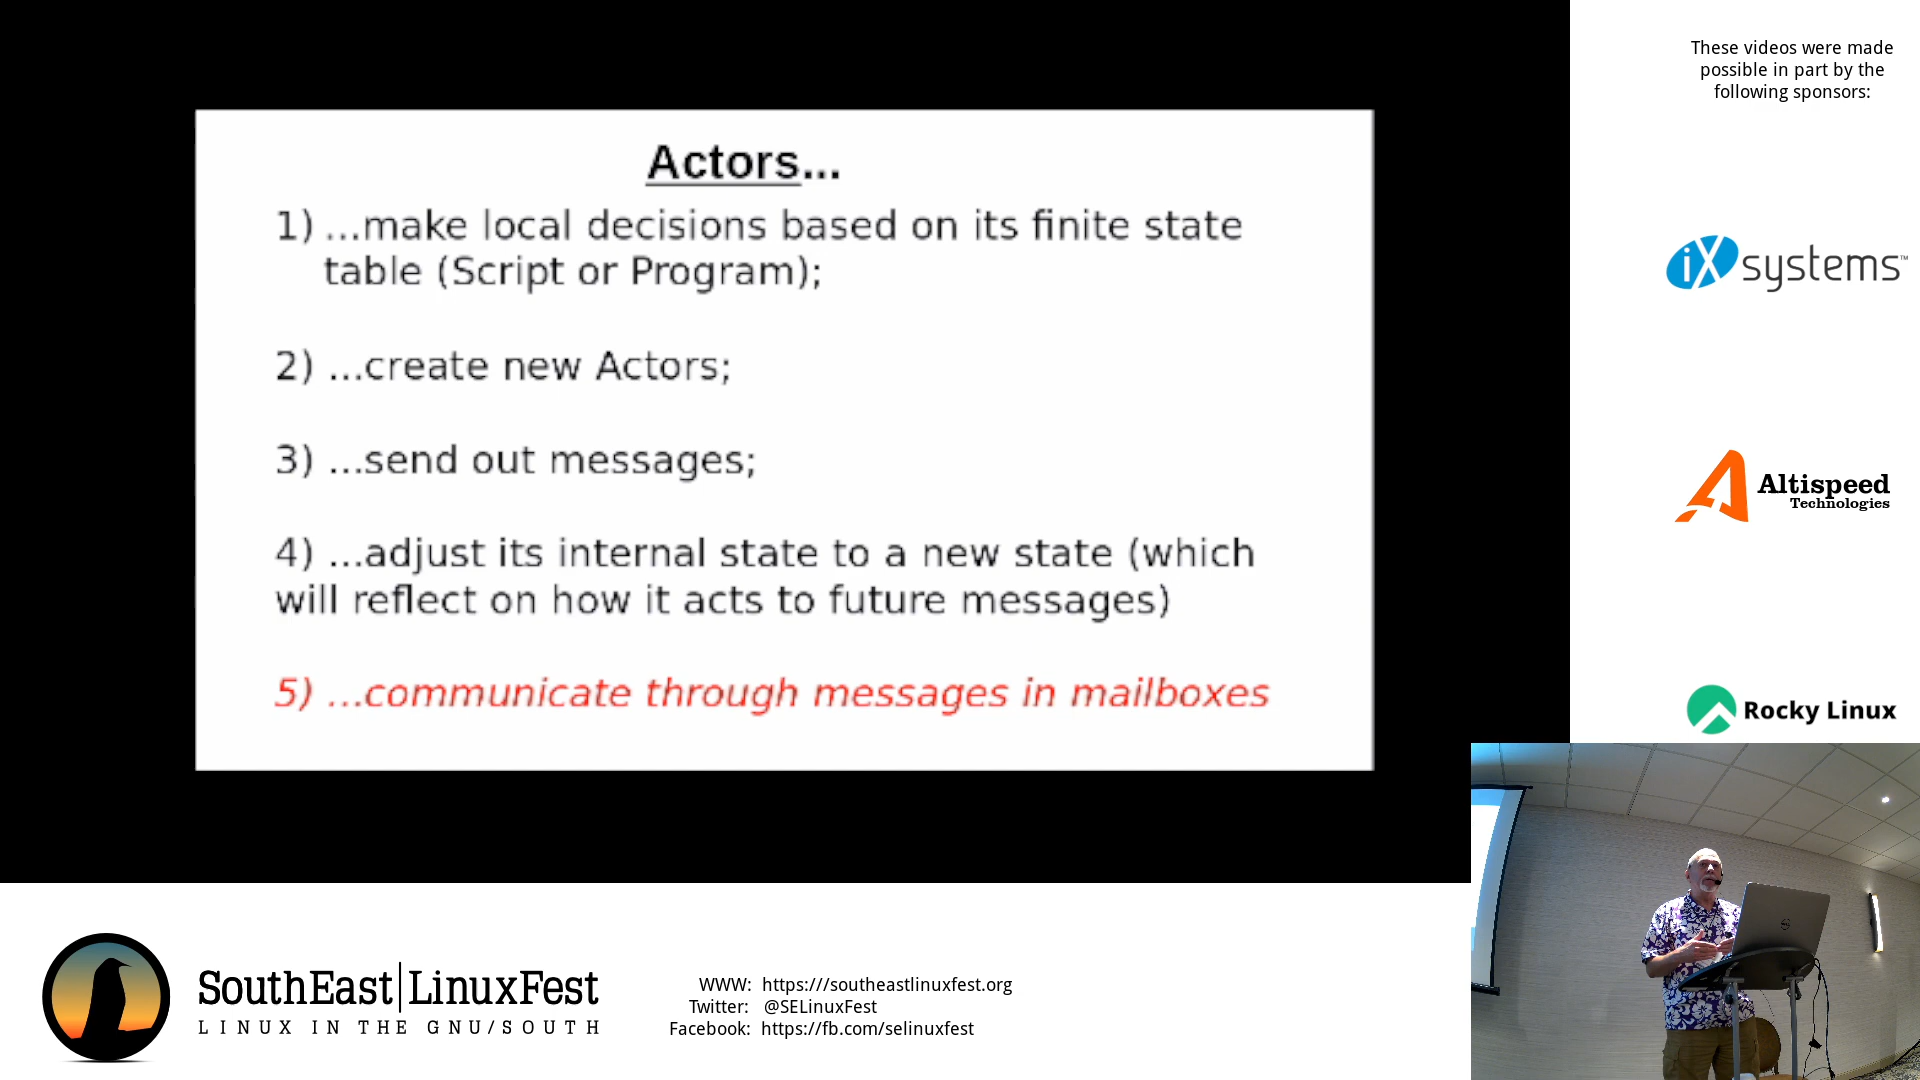 Actors...
1) ...make local decisions based on its finite state
table (Script or Program);
2) ...create new Actors;
3) ...send out messages;
4) ...adjust its internal state to a new state (which
will reflect on how it acts to future messages)
5) ...communicate through messages in mailboxes
These videos were made
possible in part by the
following sponsors:
iXsystems™
Altispeed
Technologies
Rocky Linux
SouthEast|LinuxFest
LINUX IN THE GNU/SOUTH
WWW: https:///southeastlinuxfest.org
Twitter: @SELinuxFest
Facebook: https://fb.com/selinuxfest